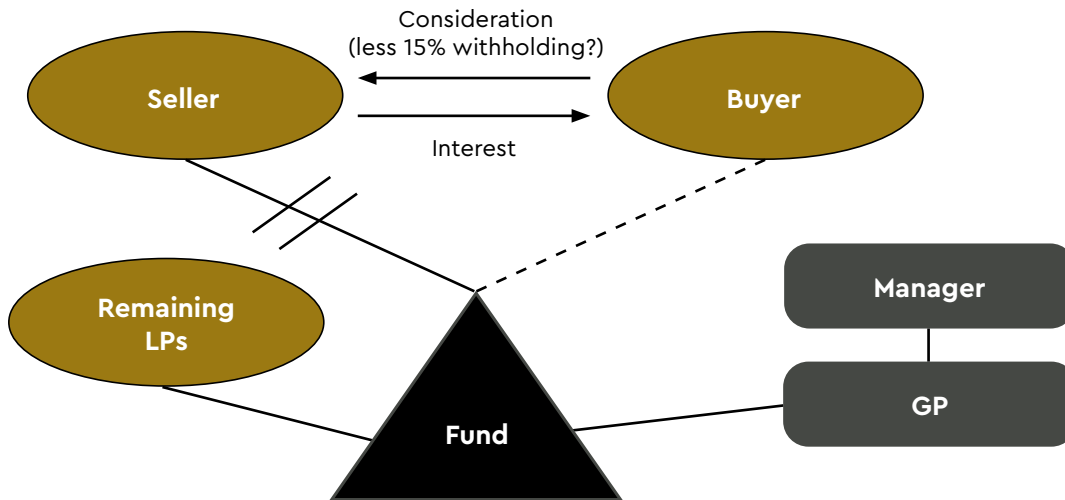 Consideration
(less 15% withholding?)
Seller
Buyer
Interest
Remaining
LPs
Manager
GP
Fund